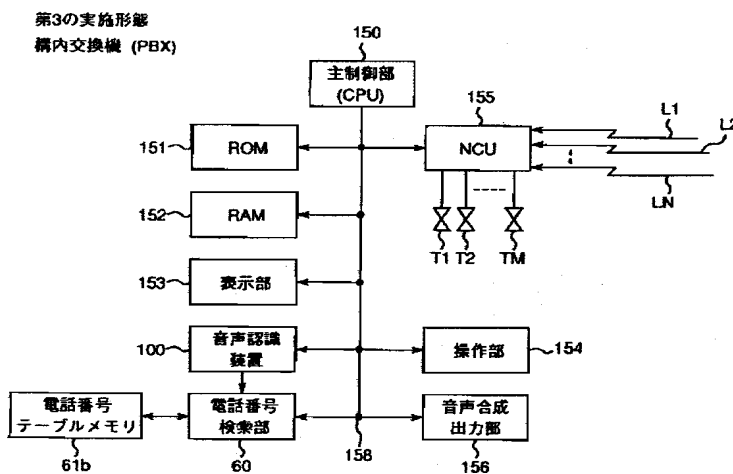 第3の実施形態
構内交換機 (PBX)
150
主制御部
(CPU)
155
L1
L2
151
ROM
NCU
LN
152
RAM
T1
T2
TM
153
表示部
100
音声認識
装置
操作部
154
電話番号
テーブルメモリ
電話番号
検索部
音声合成
出力部
61b
60
158
156